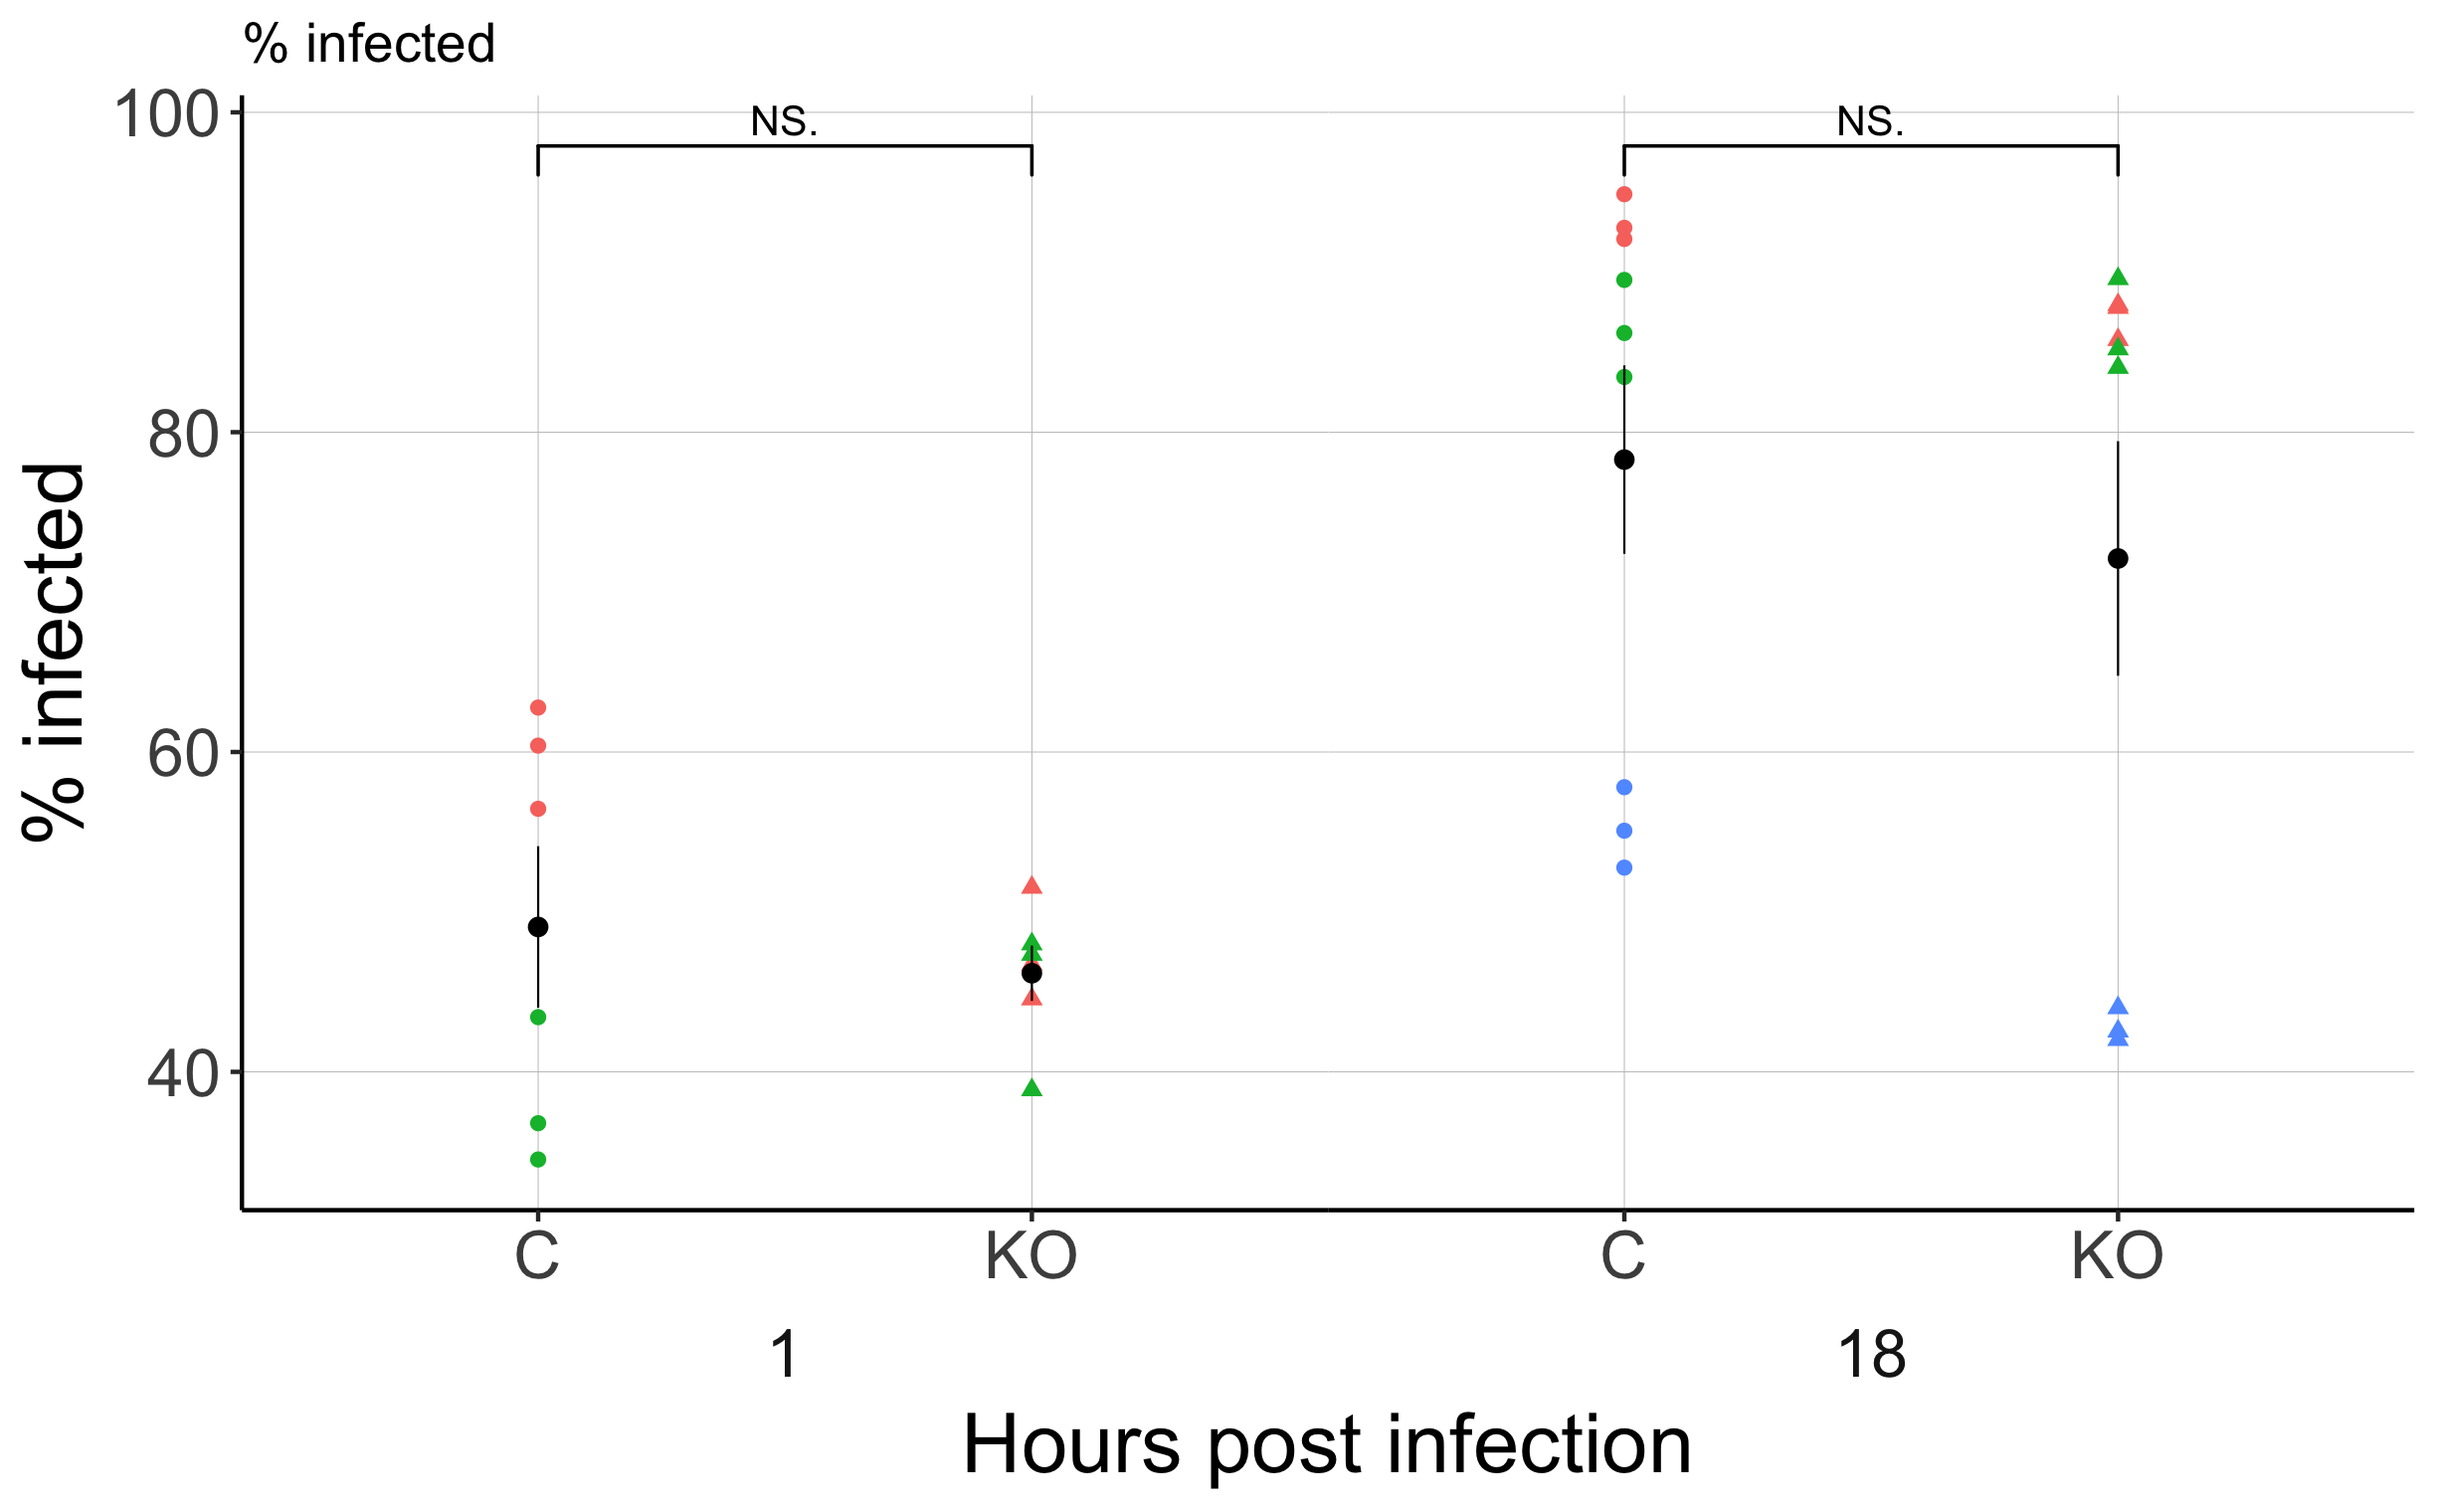 % infected
100
80
60
40
% infected
NS.
NS.
C
KO
C
KO
1
18
Hours post infection